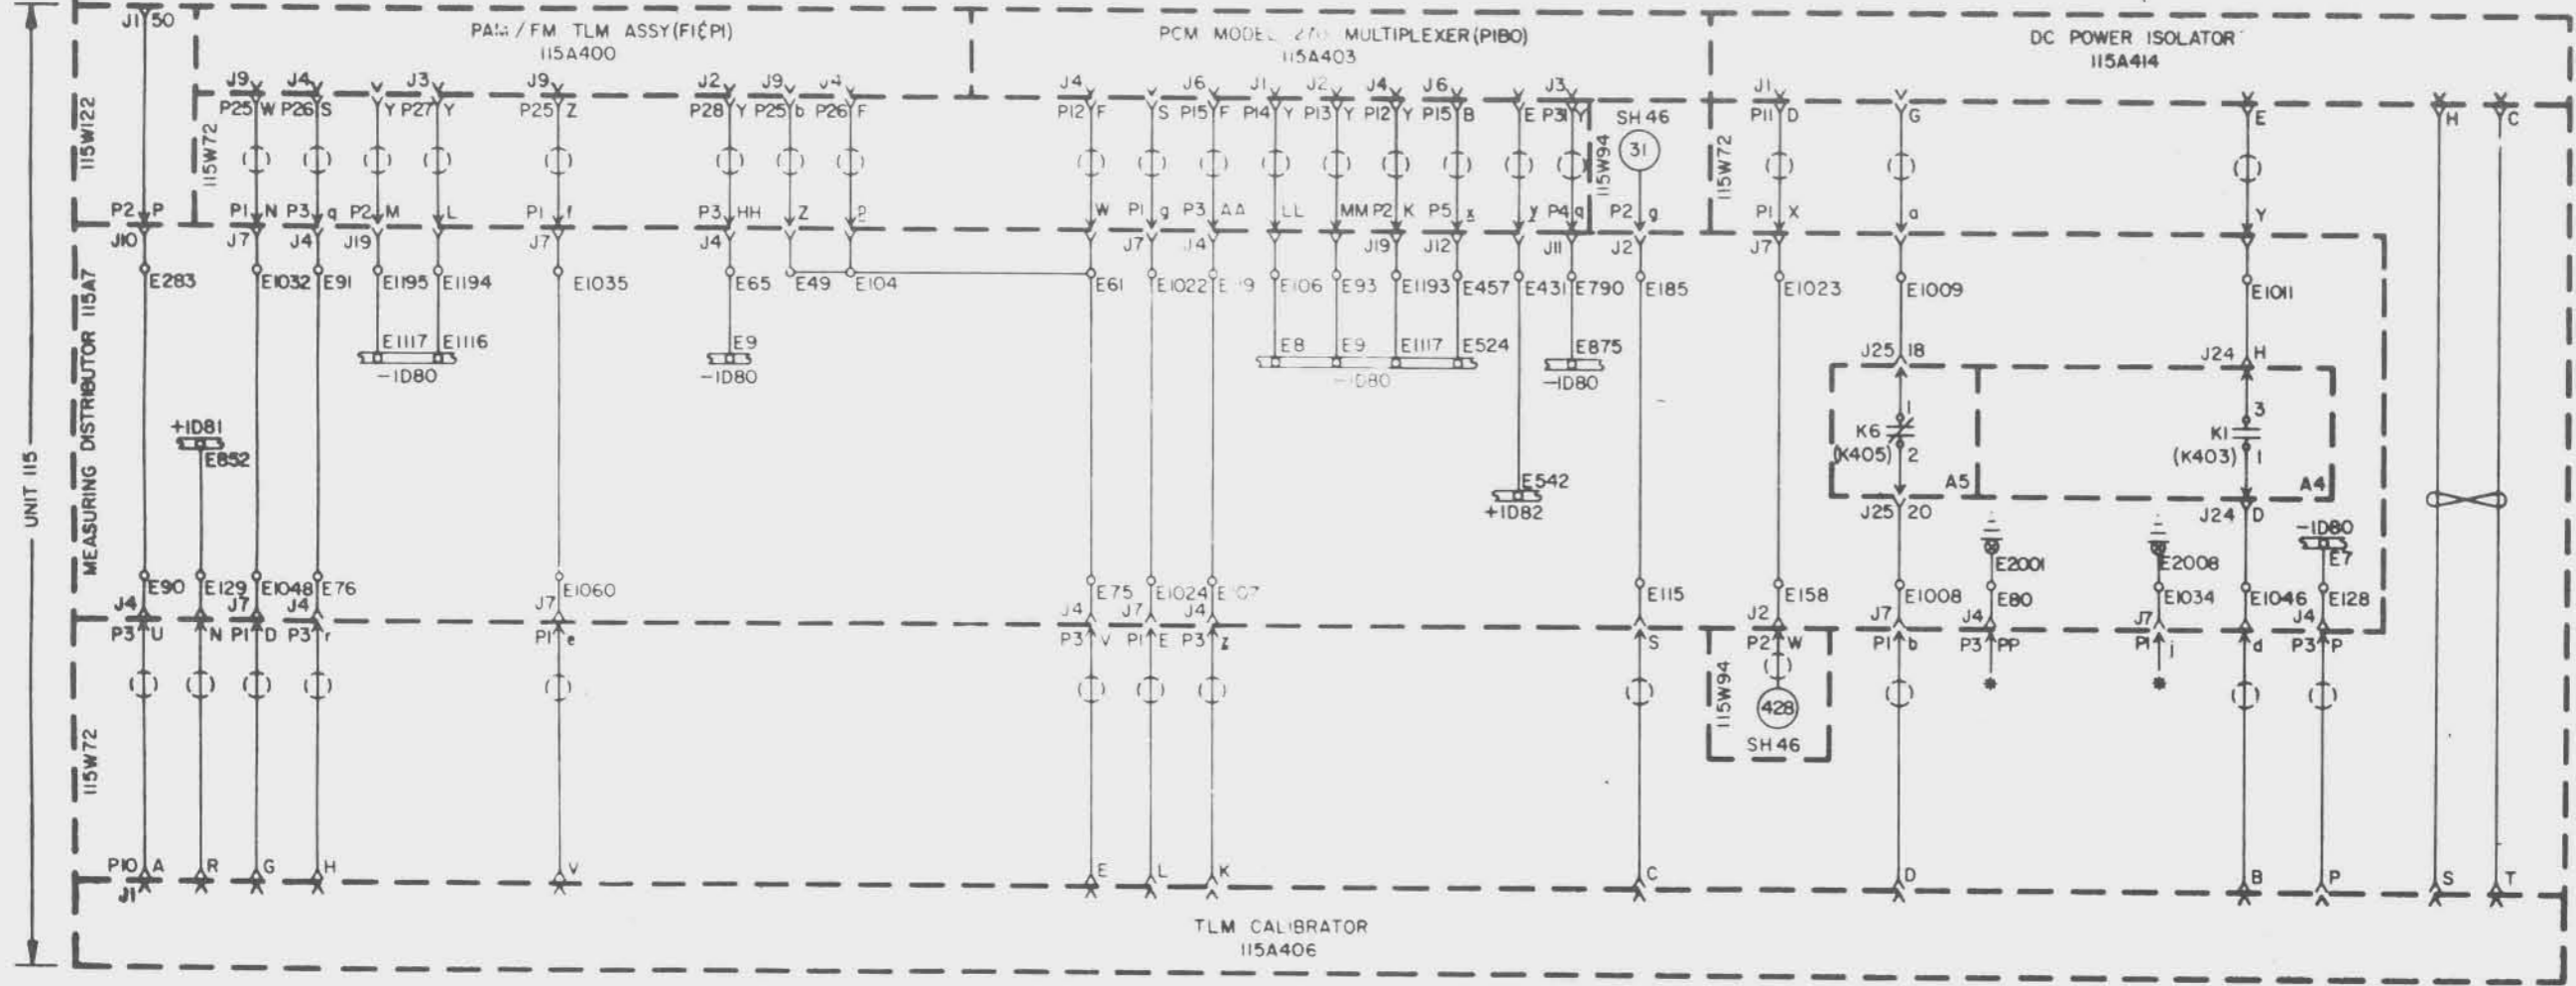 J1 50
PAM/FM TLM ASSY (F1&P1)
115A400
PCM MODEL 270 MULTIPLEXER (P1B0)
115A403
DC POWER ISOLATOR
115A414
J9 J4 J3 J9 J2 J9 J4 J4 J6 J1 J2 J4 J6 J3 J1
P25 W P26 S Y P27 Y P25 Z P28 Y P25 b P26 F P12 F S P15 F P14 Y P13 Y P12 Y P15 B E P31 Y SH 46 P11 D G E H C
115W122
115W72
115W94
31
115W72
P2 P P1 N P3 q P2 M L P1 f P3 HH Z p W P1 g P3 AA LL MM P2 K P5 x y P4 q P2 g P1 X a Y
J10 J7 J4 J19 J7 J4 J7 J4 J19 J12 J11 J2 J7
E283 E1032 E91 E1195 E1194 E1035 E65 E49 E104 E61 E1022 E106 E93 E1193 E457 E431 E790 E185 E1023 E1009 E1011
E1117 E1116 E9 E8 E9 E1117 E524 E875 J25 18 J24 H
-1D80 -1D80 -1D80 -1D80
UNIT 115
MEASURING DISTRIBUTOR 115A7
+1D81
E852
1 3
K6 K1
(K405) 2 (K403) 1
E542 A5 A4
+1D82 J25 20 J24 D -1D80
E7
E2001 E2008
E90 E129 E1048 E76 E1060 E75 E1024 E115 E158 E1008 E80 E1034 E1046 E128
J4 J7 J4 J7 J4 J7 J4 J2 J7 J4 J7 J4
P3 U N P1 D P3 r P1 e P3 V P1 E P3 z S P2 W P1 b P3 PP P1 j d P3 P
* *
115W72
115W94
428
SH 46
P10 A R G H V E L K C D B P S T
J1
TLM CALIBRATOR
115A406